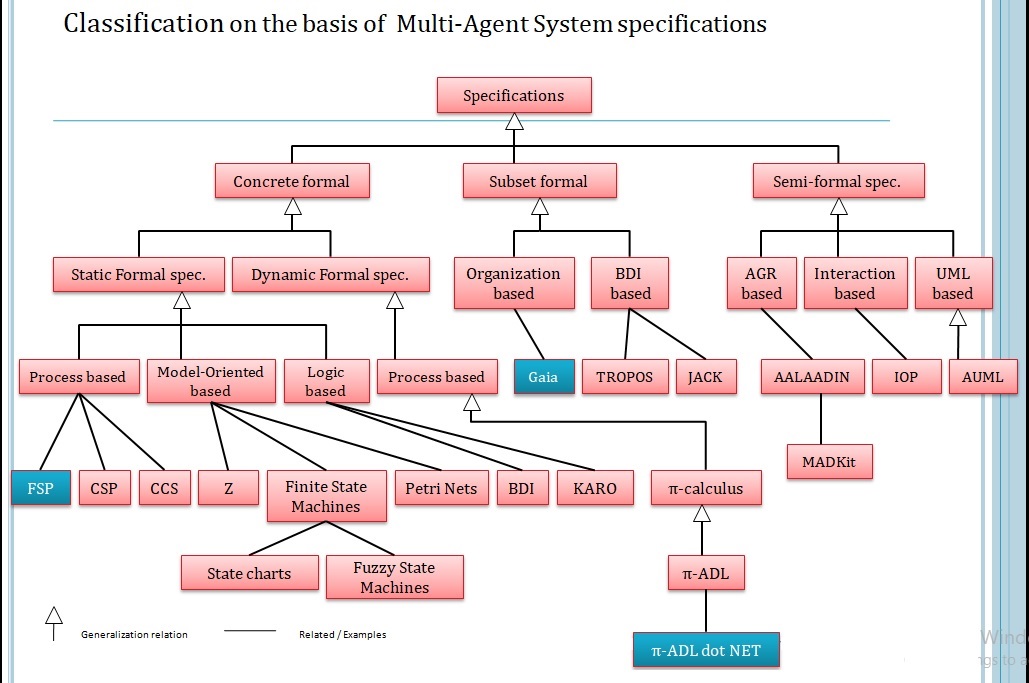 Classification on the basis of Multi-Agent System specifications
Specifications
Concrete formal
Subset formal
Semi-formal spec.
Static Formal spec.
Dynamic Formal spec.
Organization
based
BDI
based
AGR
based
Interaction
based
UML
based
Process based
Model-Oriented
based
Logic
based
Process based
Gaia
TROPOS
JACK
AALAADIN
IOP
AUML
MADKit
FSP
CSP
CCS
Z
Finite State
Machines
Petri Nets
BDI
KARO
π-calculus
State charts
Fuzzy State
Machines
π-ADL
π-ADL dot NET
Generalization relation
Related / Examples